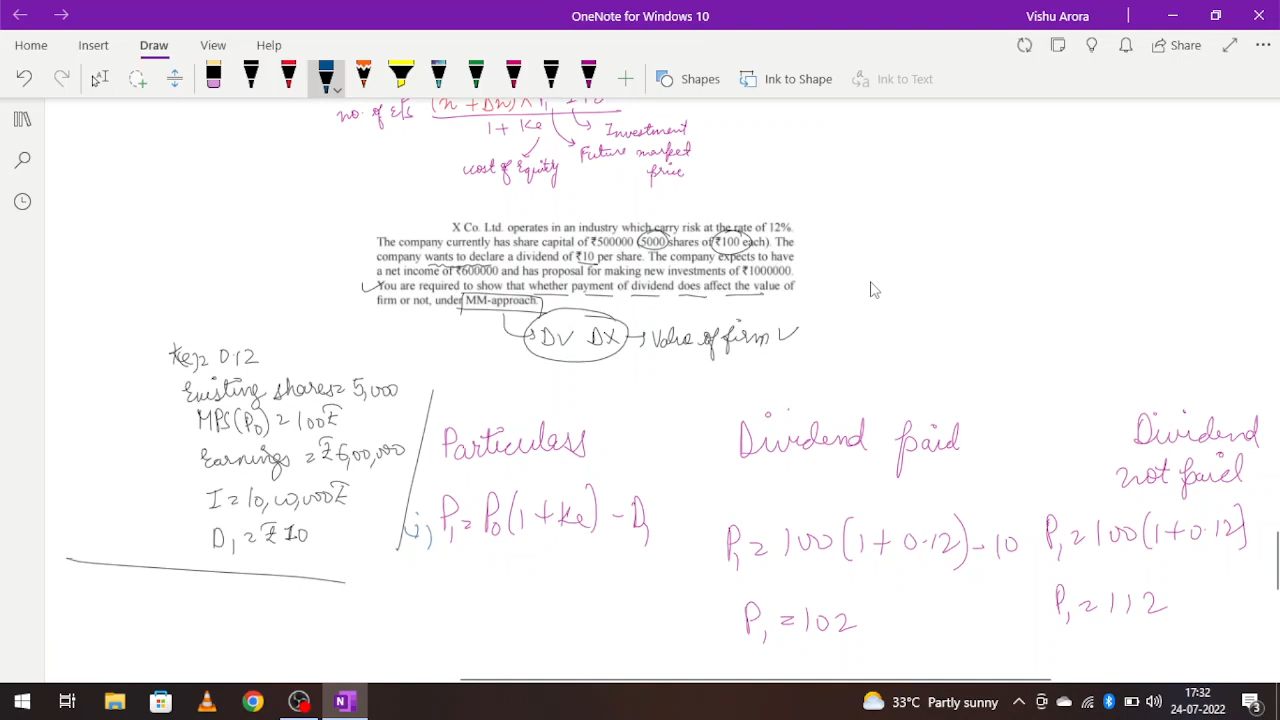 OneNote for Windows 10
Vishu Arora
Home Insert Draw View Help
Share
Shapes Ink to Shape Ink to Text
no. of E/s
1 + Ke
Investment
Future market
price
cost of Equity
X Co. Ltd. operates in an industry which carry risk at the rate of 12%.
The company currently has share capital of ₹500000 (5000 shares of ₹100 each). The
company wants to declare a dividend of ₹10 per share. The company expects to have
a net income of ₹600000 and has proposal for making new investments of ₹1000000.
You are required to show that whether payment of dividend does affect the value of
firm or not, under MM-approach.
D✓ DX → Value of firm ✓
Ke = 0.12
Existing shares = 5,000
MPS (P0) = 100₹
Earnings = ₹6,00,000
I = 10,00,000₹
D1 = ₹10
Particulars Dividend paid Dividend
not paid
(i) P1 = P0 (1 + Ke) - D1
P1 = 100 (1 + 0.12) - 10
P1 = 100 (1 + 0.12)
P1 = 102
P1 = 112
33°C Partly sunny
17:32
24-07-2022
3